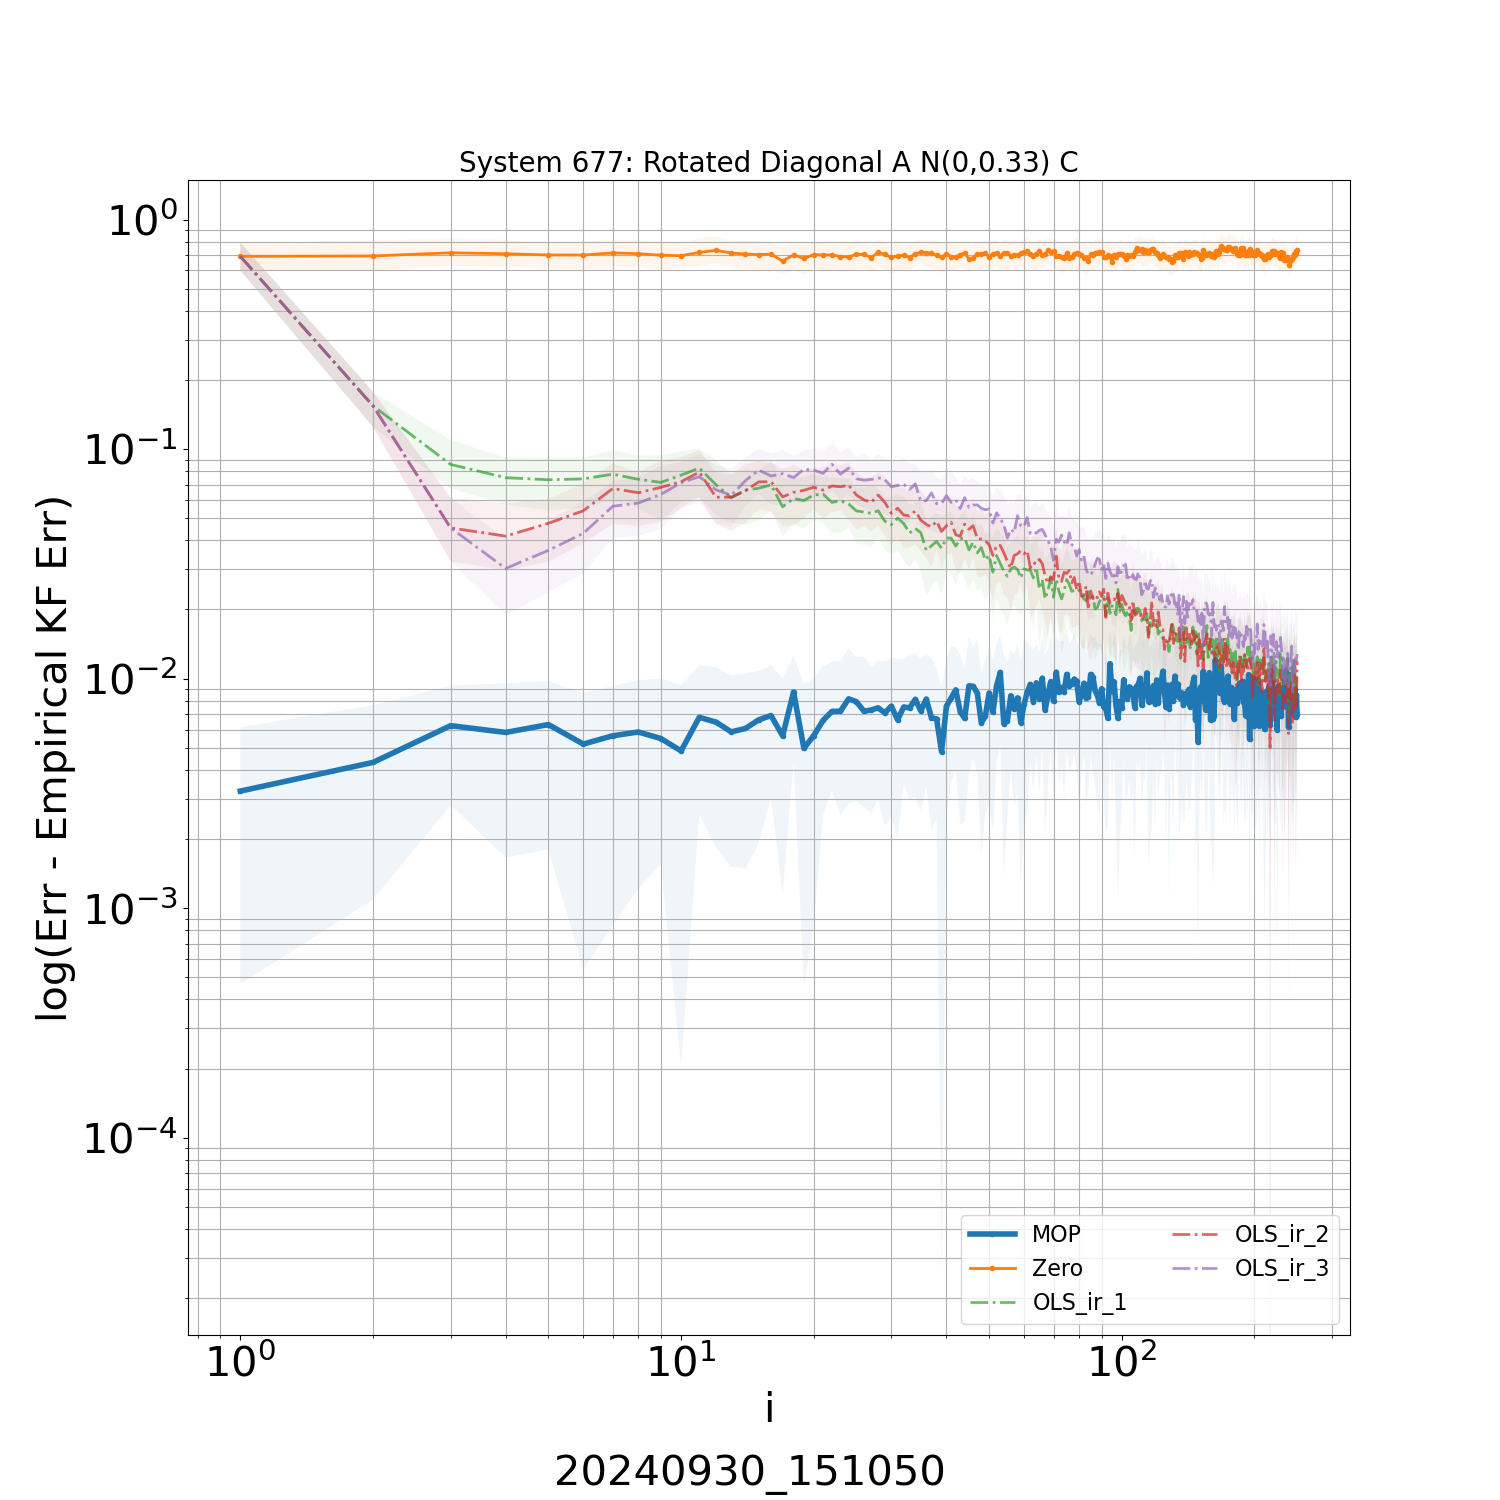 System 677: Rotated Diagonal A N(0,0.33) C
log(Err - Empirical KF Err)
10⁰
10⁻¹
10⁻²
10⁻³
10⁻⁴
MOP
Zero
OLS_ir_1
OLS_ir_2
OLS_ir_3
10⁰ 10¹ 10²
i
20240930_151050